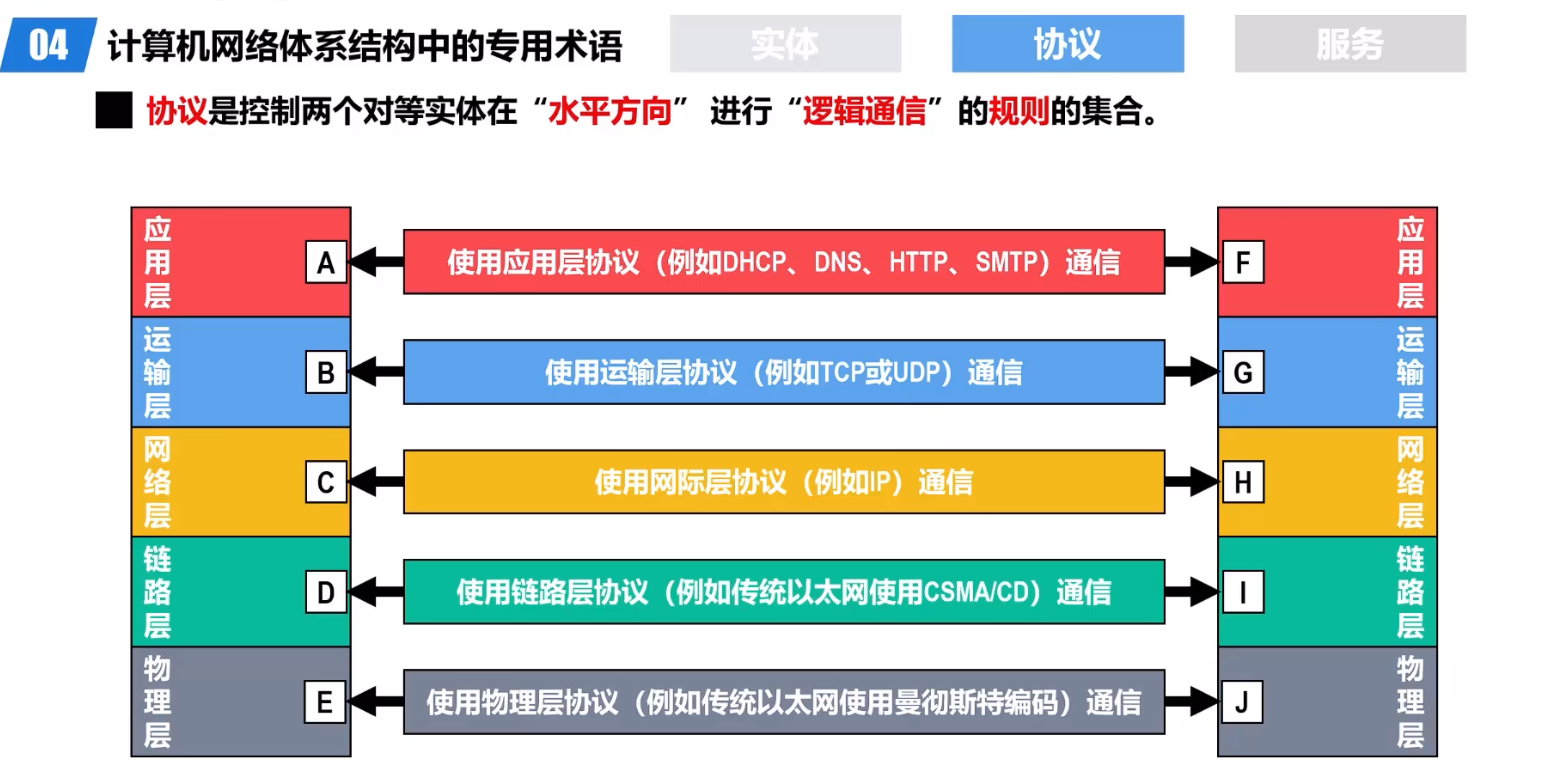 04 计算机网络体系结构中的专用术语 实体 协议 服务
协议是控制两个对等实体在“水平方向” 进行“逻辑通信”的规则的集合。
应用层 A 使用应用层协议（例如DHCP、DNS、HTTP、SMTP）通信 F 应用层
运输层 B 使用运输层协议（例如TCP或UDP）通信 G 运输层
网络层 C 使用网际层协议（例如IP）通信 H 网络层
链路层 D 使用链路层协议（例如传统以太网使用CSMA/CD）通信 I 链路层
物理层 E 使用物理层协议（例如传统以太网使用曼彻斯特编码）通信 J 物理层